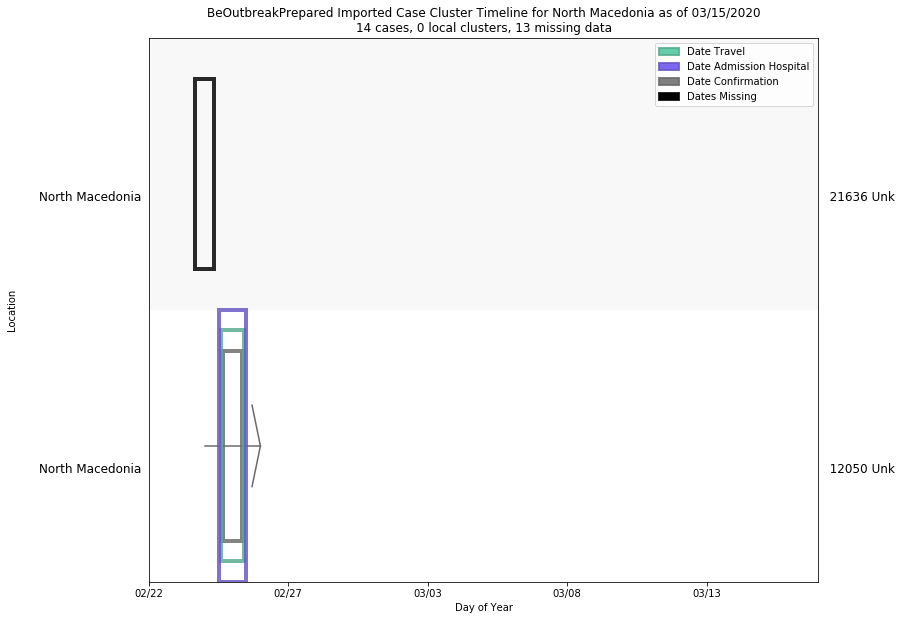 BeOutbreakPrepared Imported Case Cluster Timeline for North Macedonia as of 03/15/2020
14 cases, 0 local clusters, 13 missing data
Date Travel
Date Admission Hospital
Date Confirmation
Dates Missing
North Macedonia
21636 Unk
Location
North Macedonia
12050 Unk
02/22
02/27
03/03
03/08
03/13
Day of Year